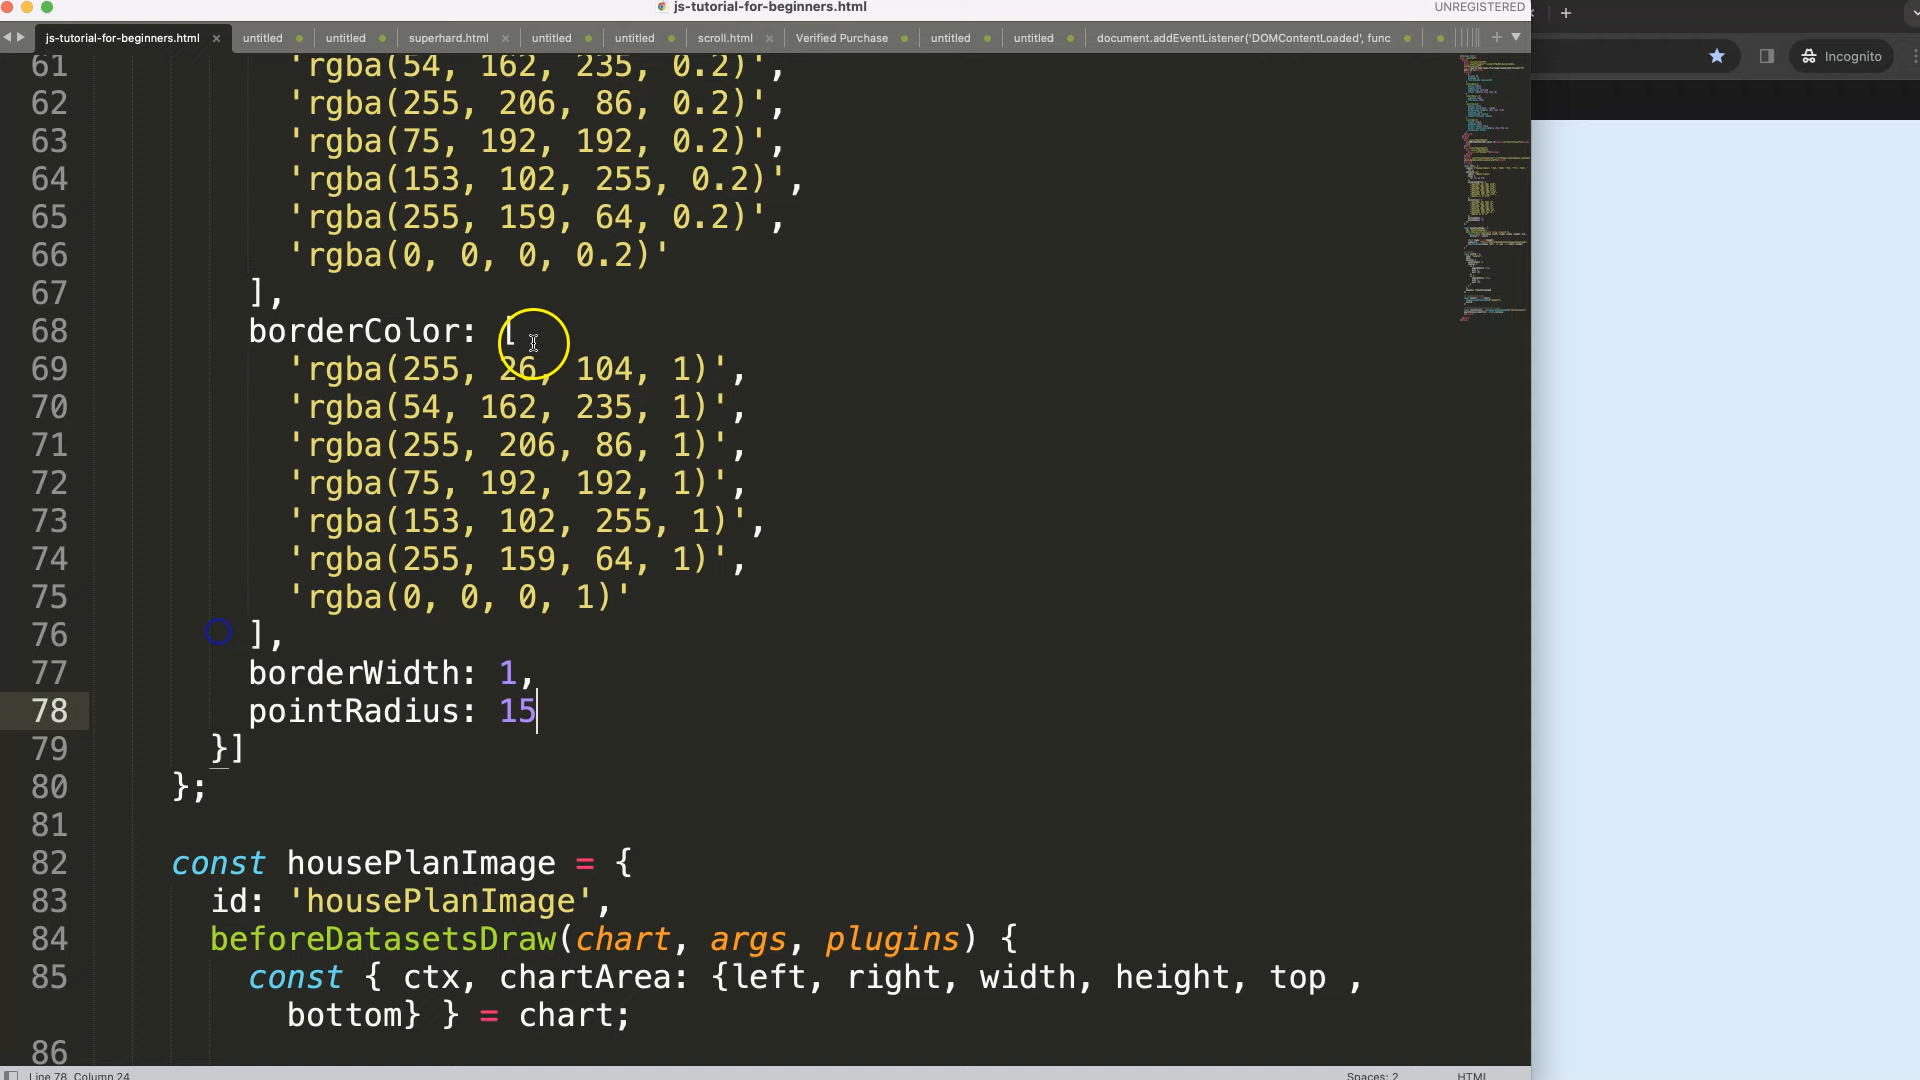 js-tutorial-for-beginners.html
UNREGISTERED
js-tutorial-for-beginners.html untitled untitled superhard.html untitled untitled scroll.html Verified Purchase untitled untitled document.addEventListener('DOMContentLoaded', func
Incognito
61 'rgba(54, 162, 235, 0.2)',
62 'rgba(255, 206, 86, 0.2)',
63 'rgba(75, 192, 192, 0.2)',
64 'rgba(153, 102, 255, 0.2)',
65 'rgba(255, 159, 64, 0.2)',
66 'rgba(0, 0, 0, 0.2)'
67 ],
68 borderColor: [
69 'rgba(255, 26, 104, 1)',
70 'rgba(54, 162, 235, 1)',
71 'rgba(255, 206, 86, 1)',
72 'rgba(75, 192, 192, 1)',
73 'rgba(153, 102, 255, 1)',
74 'rgba(255, 159, 64, 1)',
75 'rgba(0, 0, 0, 1)'
76 ],
77 borderWidth: 1,
78 pointRadius: 15
79 }]
80 };
81
82 const housePlanImage = {
83 id: 'housePlanImage',
84 beforeDatasetsDraw(chart, args, plugins) {
85 const { ctx, chartArea: {left, right, width, height, top ,
bottom} } = chart;
86
Line 78, Column 24
Spaces: 2
HTML